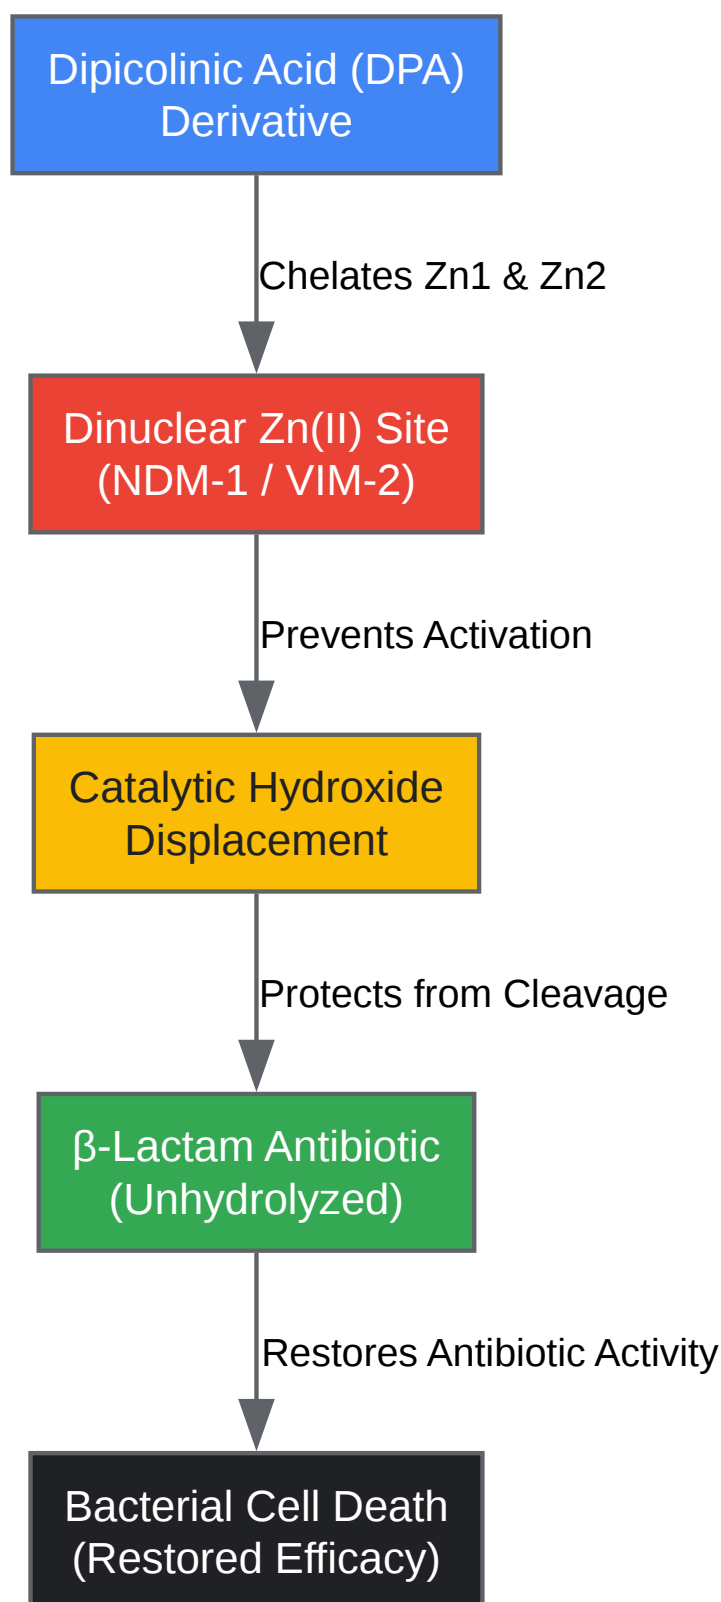 Dipicolinic Acid (DPA)
Derivative
Chelates Zn1 & Zn2
Dinuclear Zn(II) Site
(NDM-1 / VIM-2)
Prevents Activation
Catalytic Hydroxide
Displacement
Protects from Cleavage
β-Lactam Antibiotic
(Unhydrolyzed)
Restores Antibiotic Activity
Bacterial Cell Death
(Restored Efficacy)